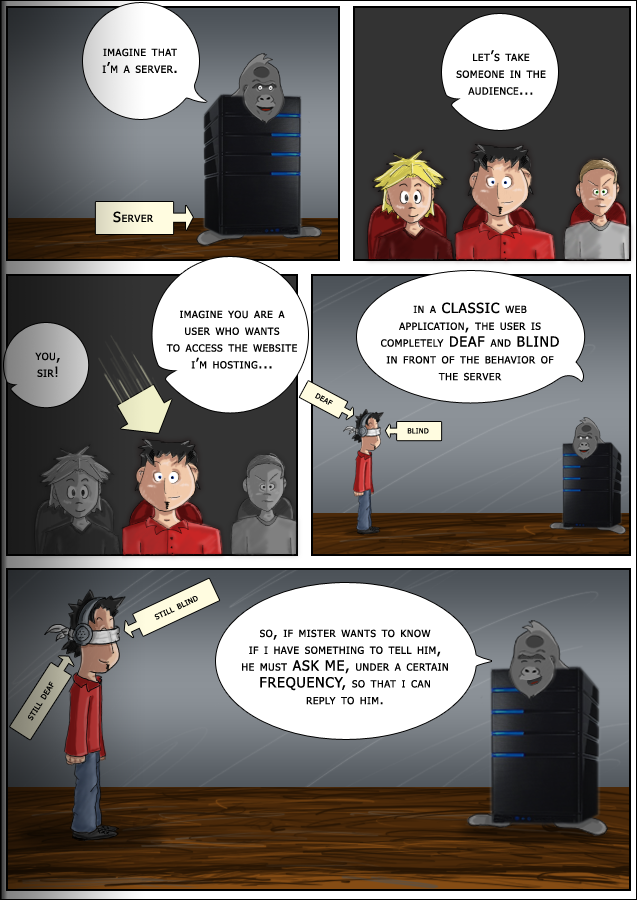 IMAGINE THAT
I'M A SERVER.
SERVER
LET'S TAKE
SOMEONE IN THE
AUDIENCE...
YOU,
SIR!
IMAGINE YOU ARE A
USER WHO WANTS
TO ACCESS THE WEBSITE
I'M HOSTING...
IN A CLASSIC WEB
APPLICATION, THE USER IS
COMPLETELY DEAF AND BLIND
IN FRONT OF THE BEHAVIOR OF
THE SERVER
DEAF
BLIND
STILL BLIND
STILL DEAF
SO, IF MISTER WANTS TO KNOW
IF I HAVE SOMETHING TO TELL HIM,
HE MUST ASK ME, UNDER A CERTAIN
FREQUENCY, SO THAT I CAN
REPLY TO HIM.